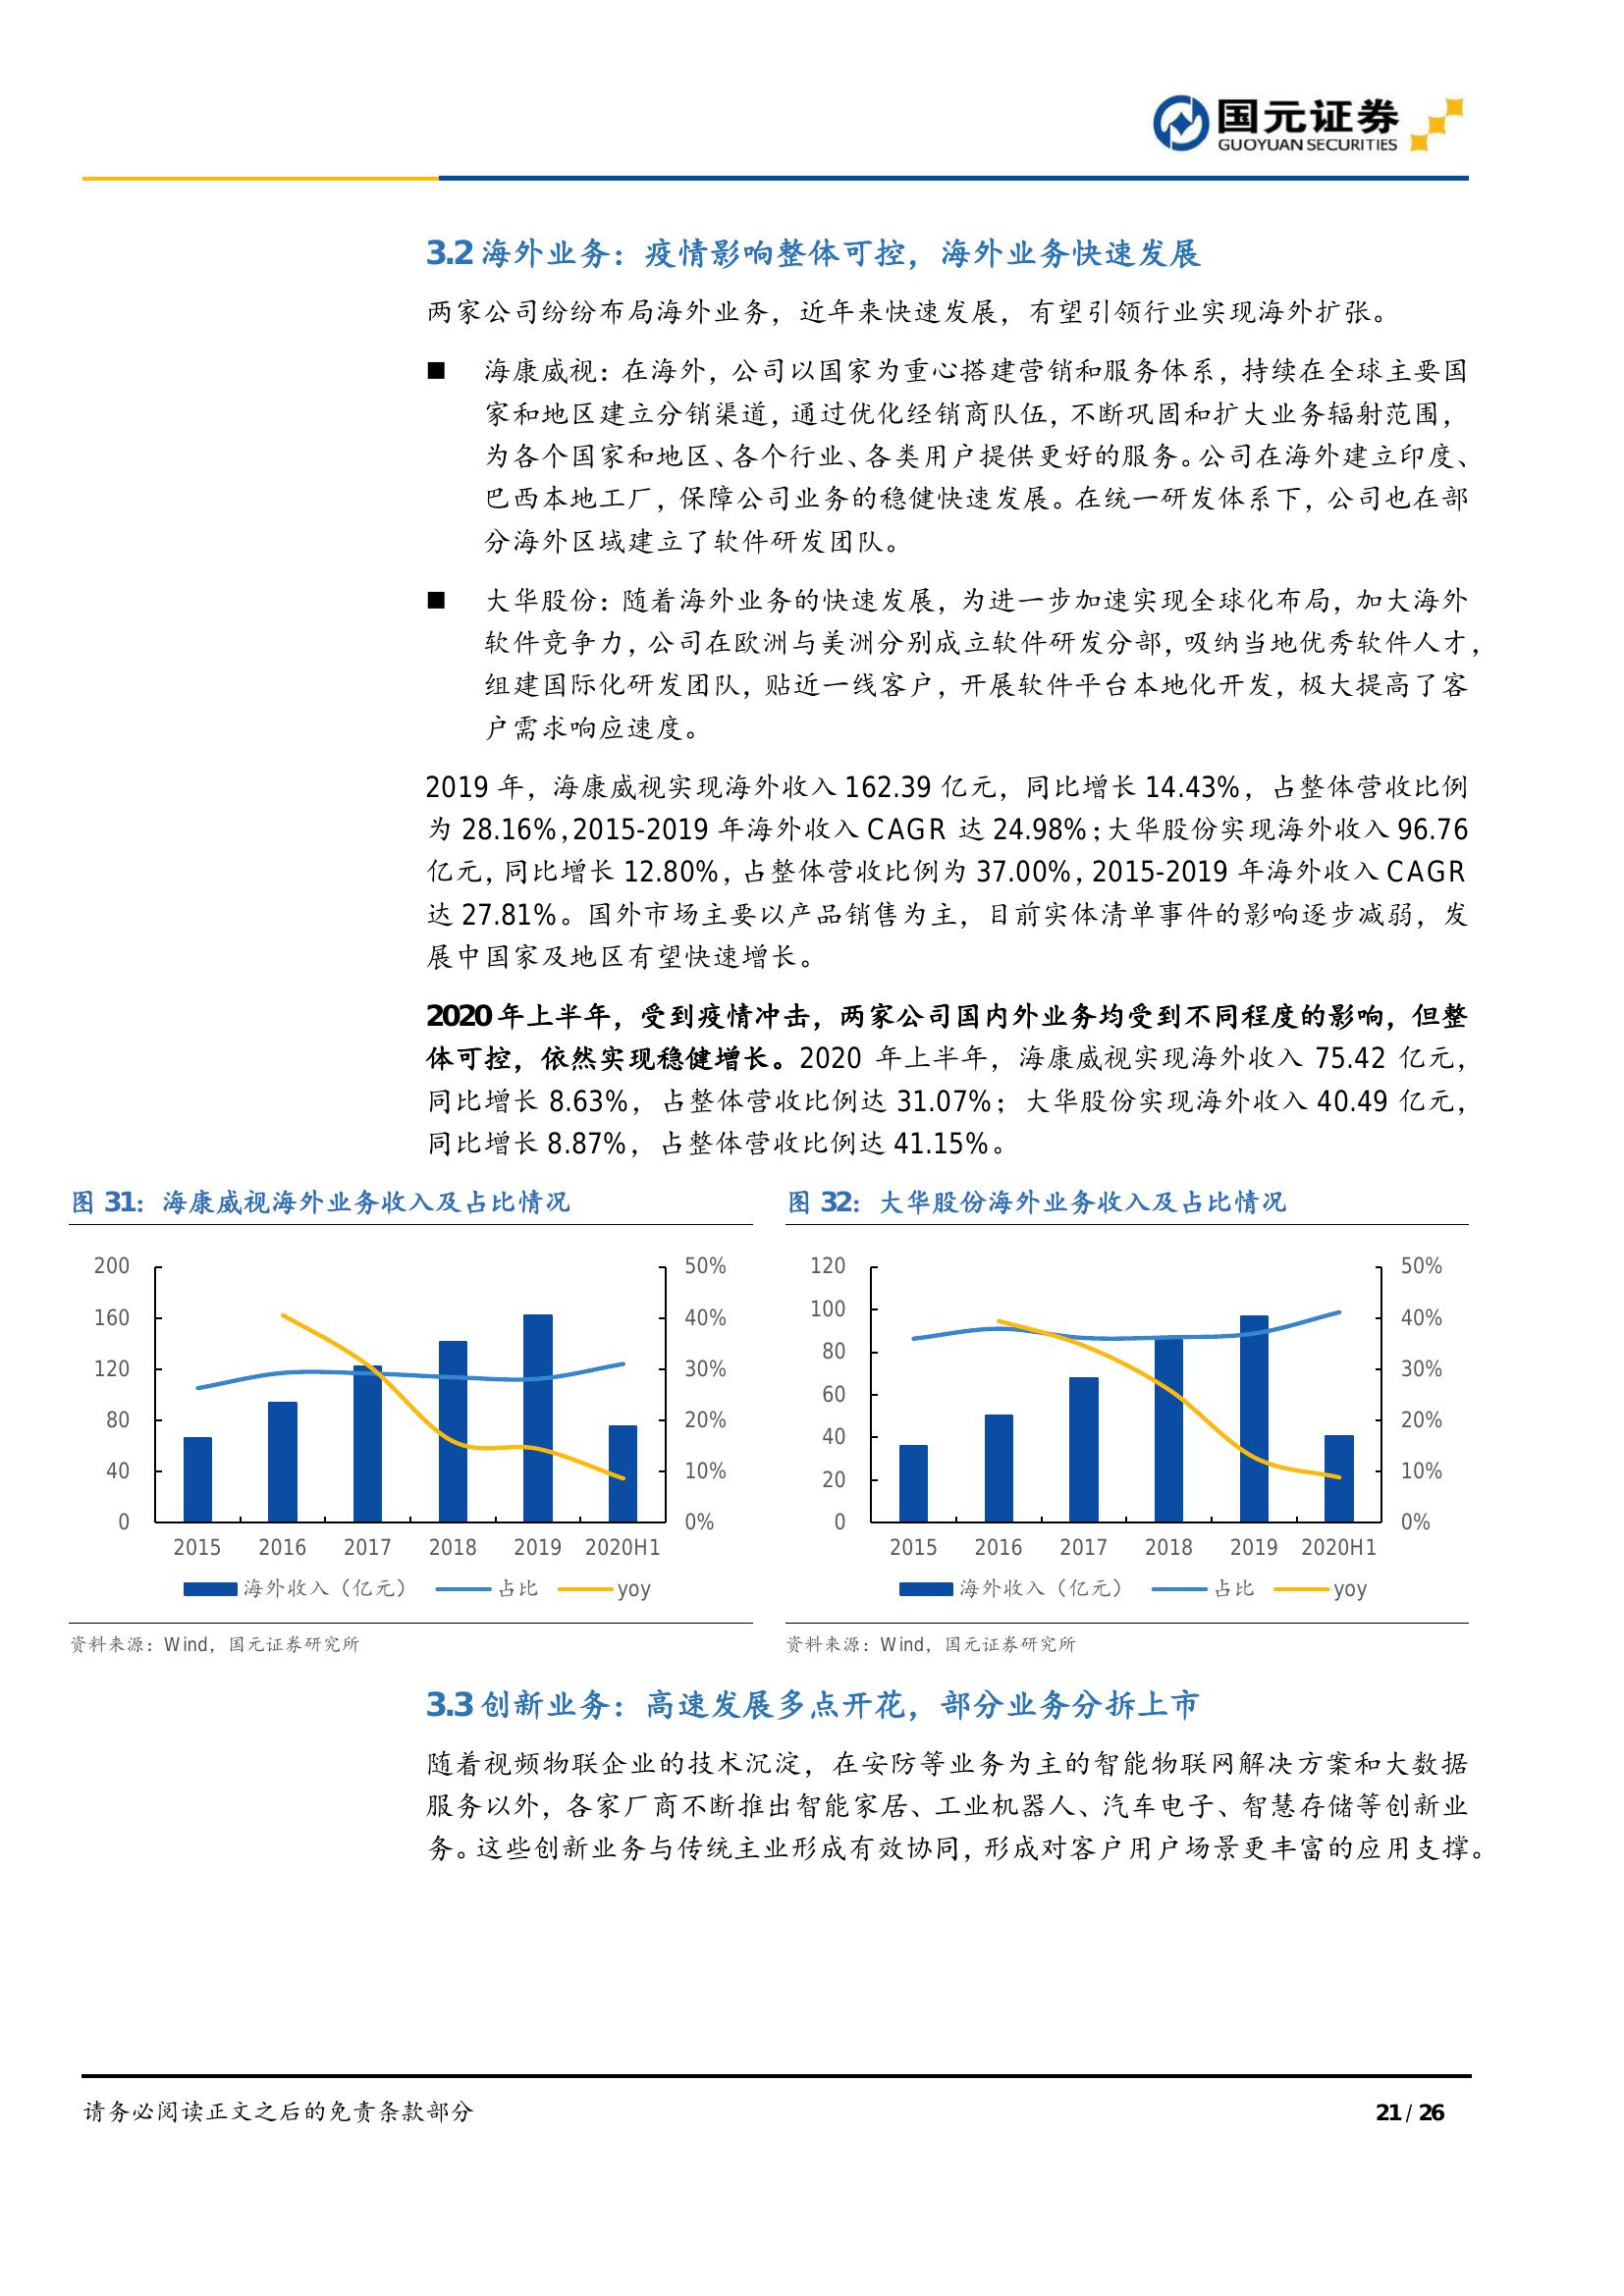 国元证券
GUOYUAN SECURITIES
3.2 海外业务：疫情影响整体可控，海外业务快速发展
两家公司纷纷布局海外业务，近年来快速发展，有望引领行业实现海外扩张。
■ 海康威视：在海外，公司以国家为重心搭建营销和服务体系，持续在全球主要国
家和地区建立分销渠道，通过优化经销商队伍，不断巩固和扩大业务辐射范围，
为各个国家和地区、各个行业、各类用户提供更好的服务。公司在海外建立印度、
巴西本地工厂，保障公司业务的稳健快速发展。在统一研发体系下，公司也在部
分海外区域建立了软件研发团队。
■ 大华股份：随着海外业务的快速发展，为进一步加速实现全球化布局，加大海外
软件竞争力，公司在欧洲与美洲分别成立软件研发分部，吸纳当地优秀软件人才，
组建国际化研发团队，贴近一线客户，开展软件平台本地化开发，极大提高了客
户需求响应速度。
2019 年，海康威视实现海外收入 162.39 亿元，同比增长 14.43%，占整体营收比例
为 28.16%，2015-2019 年海外收入 CAGR 达 24.98%；大华股份实现海外收入 96.76
亿元，同比增长 12.80%，占整体营收比例为 37.00%，2015-2019 年海外收入 CAGR
达 27.81%。国外市场主要以产品销售为主，目前实体清单事件的影响逐步减弱，发
展中国家及地区有望快速增长。
2020 年上半年，受到疫情冲击，两家公司国内外业务均受到不同程度的影响，但整
体可控，依然实现稳健增长。2020 年上半年，海康威视实现海外收入 75.42 亿元，
同比增长 8.63%，占整体营收比例达 31.07%；大华股份实现海外收入 40.49 亿元，
同比增长 8.87%，占整体营收比例达 41.15%。
图 31：海康威视海外业务收入及占比情况
200
160
120
80
40
0
50%
40%
30%
20%
10%
0%
2015 2016 2017 2018 2019 2020H1
海外收入（亿元） 占比 yoy
资料来源：Wind，国元证券研究所
图 32：大华股份海外业务收入及占比情况
120
100
80
60
40
20
0
50%
40%
30%
20%
10%
0%
2015 2016 2017 2018 2019 2020H1
海外收入（亿元） 占比 yoy
资料来源：Wind，国元证券研究所
3.3 创新业务：高速发展多点开花，部分业务分拆上市
随着视频物联企业的技术沉淀，在安防等业务为主的智能物联网解决方案和大数据
服务以外，各家厂商不断推出智能家居、工业机器人、汽车电子、智慧存储等创新业
务。这些创新业务与传统主业形成有效协同，形成对客户用户场景更丰富的应用支撑。
请务必阅读正文之后的免责条款部分
21 / 26